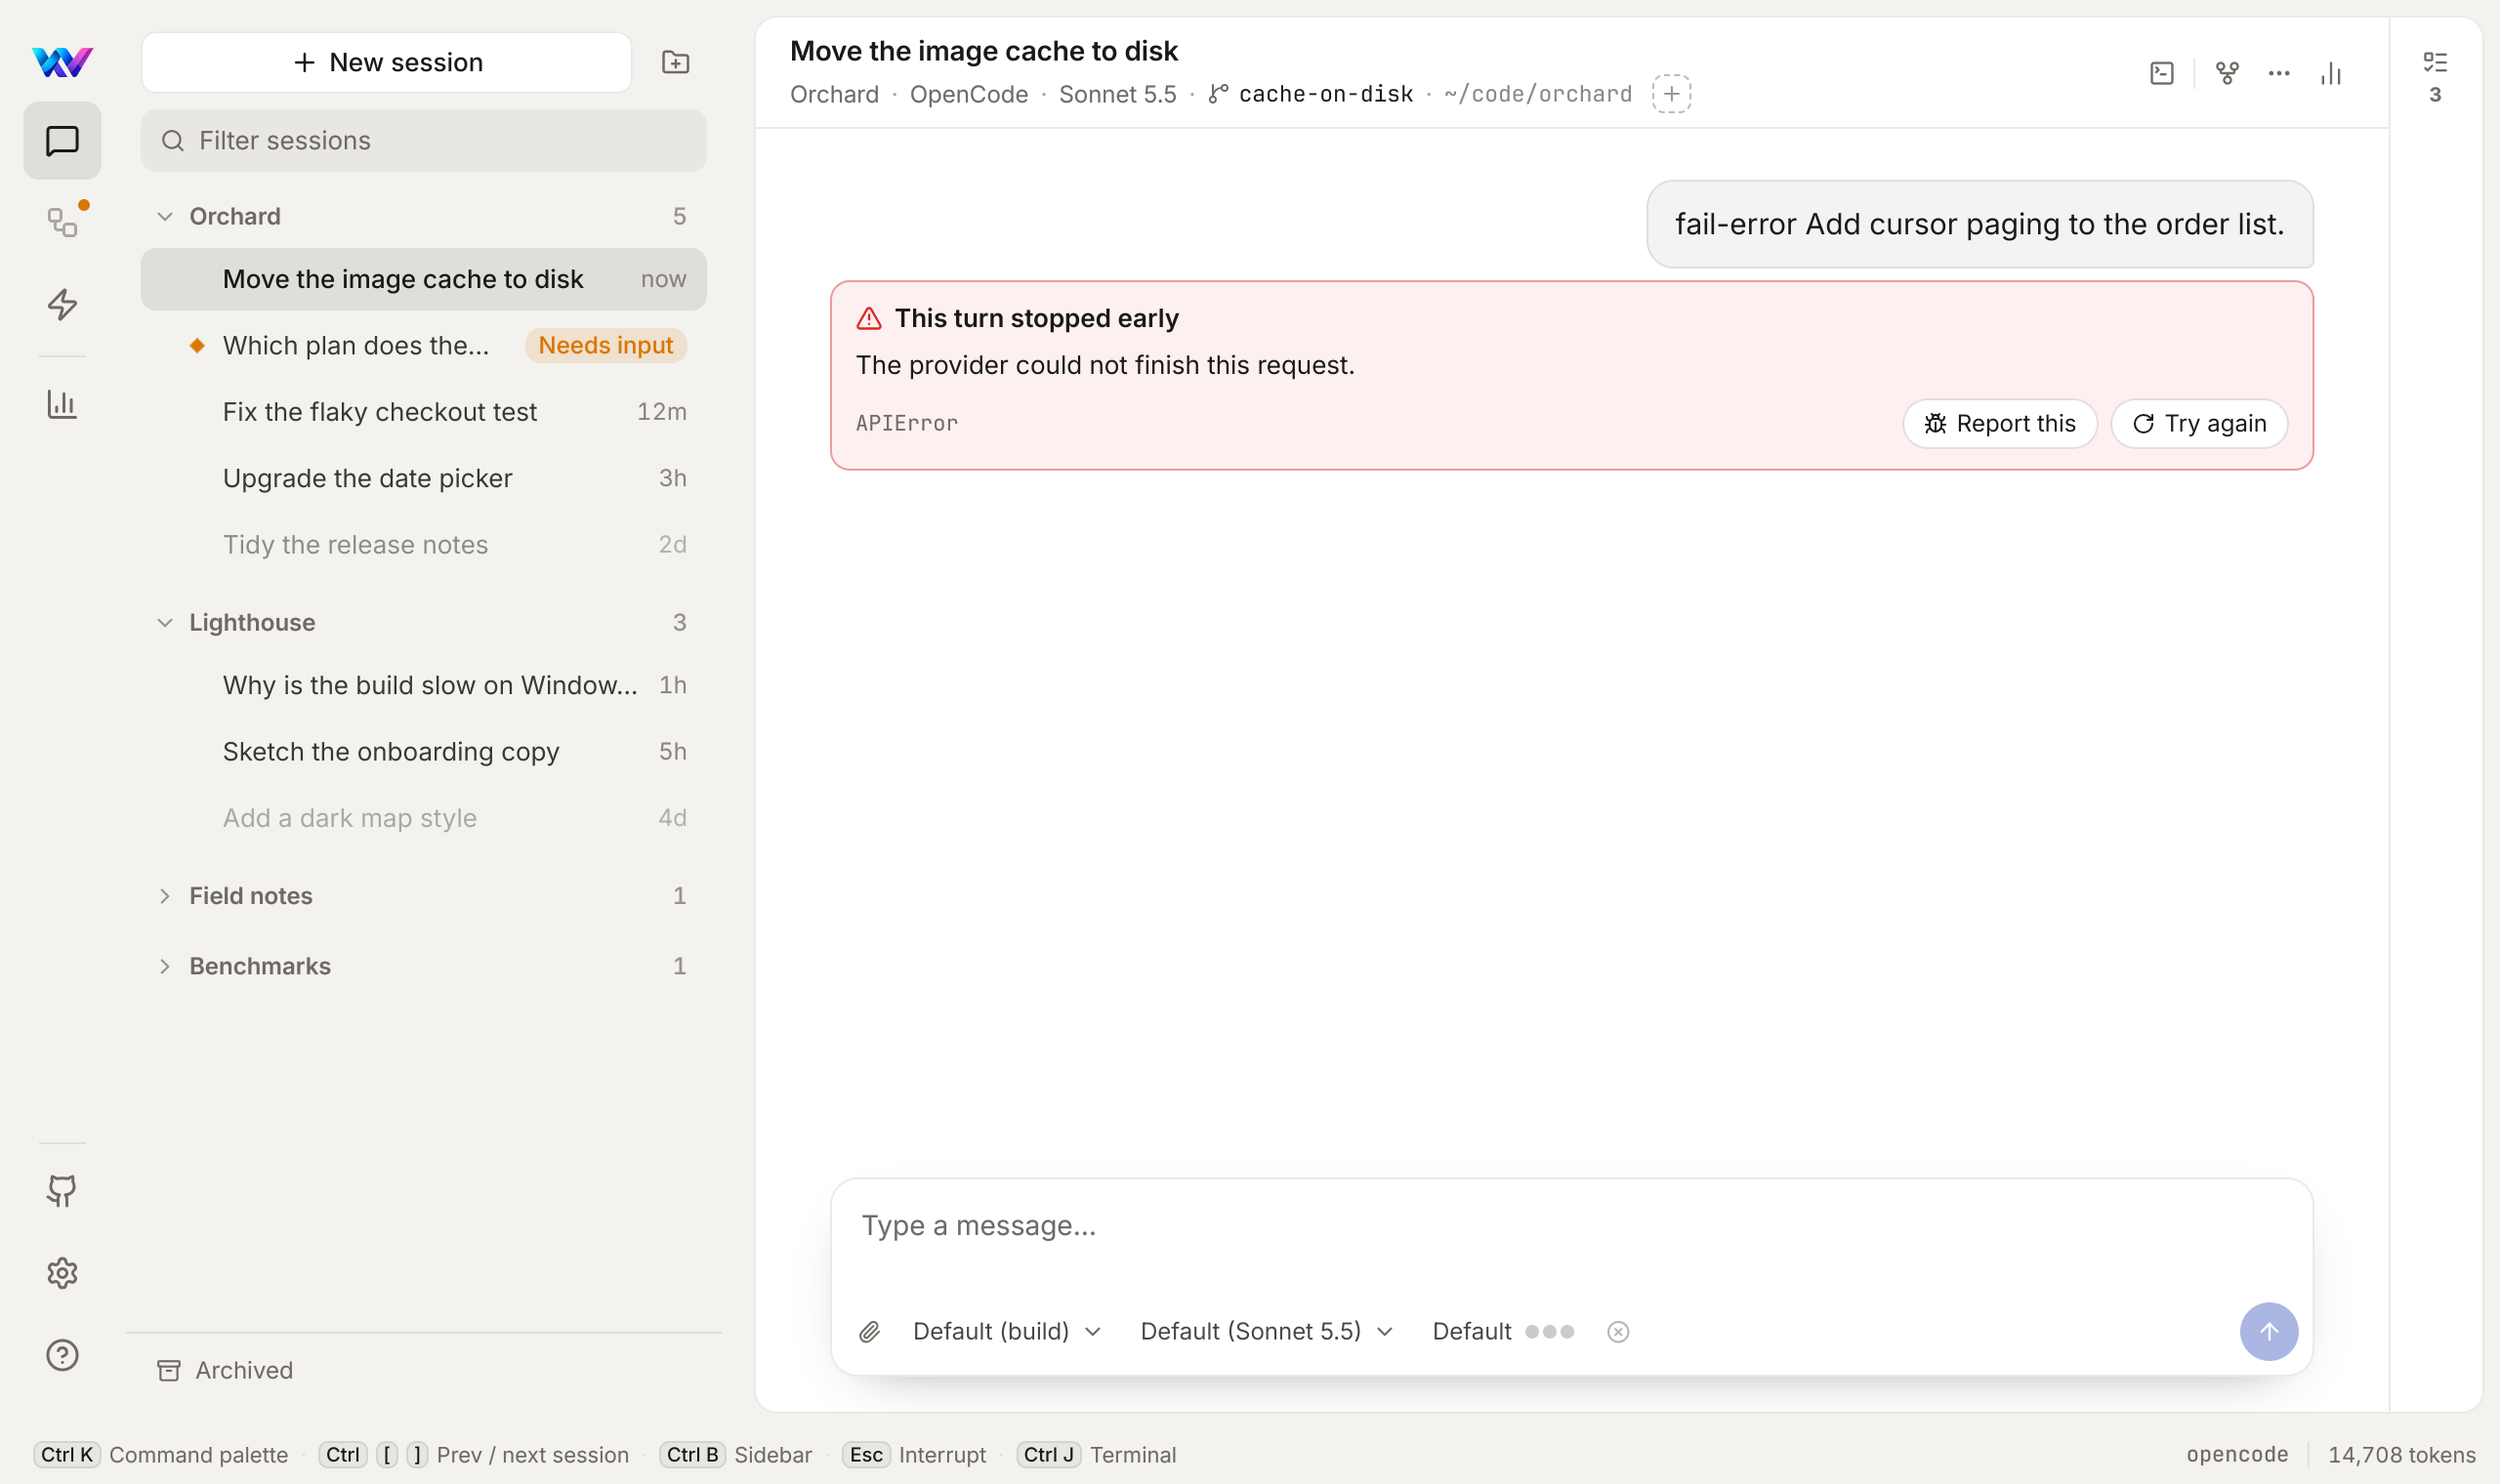 New session
Filter sessions
Orchard 5
Move the image cache to disk now
Which plan does the... Needs input
Fix the flaky checkout test 12m
Upgrade the date picker 3h
Tidy the release notes 2d
Lighthouse 3
Why is the build slow on Window... 1h
Sketch the onboarding copy 5h
Add a dark map style 4d
Field notes 1
Benchmarks 1
Archived
Move the image cache to disk
Orchard · OpenCode · Sonnet 5.5 · cache-on-disk · ~/code/orchard
3
fail-error Add cursor paging to the order list.
This turn stopped early
The provider could not finish this request.
APIError Report this Try again
Type a message...
Default (build) Default (Sonnet 5.5) Default
Ctrl K Command palette · Ctrl [ ] Prev / next session · Ctrl B Sidebar · Esc Interrupt · Ctrl J Terminal
opencode 14,708 tokens